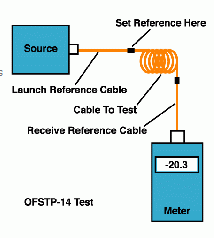 Set Reference Here
Source
s
Launch Reference Cable
Cable To Test
Receive Reference Cable
-20.3
OFSTP-14 Test
Meter